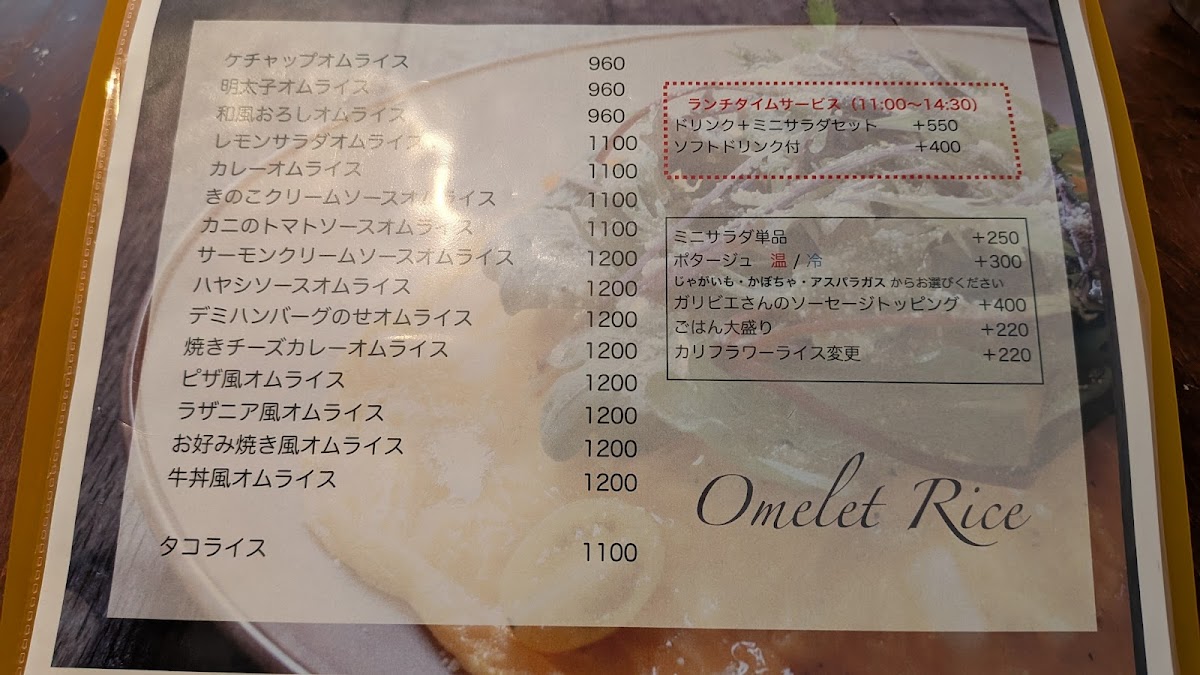 ケチャップオムライス 960
明太子オムライス 960
和風おろしオムライス 960
レモンサラダオムライス 1100
カレーオムライス 1100
きのこクリームソースオムライス 1100
カニのトマトソースオムライス 1100
サーモンクリームソースオムライス 1200
ハヤシソースオムライス 1200
デミハンバーグのせオムライス 1200
焼きチーズカレーオムライス 1200
ピザ風オムライス 1200
ラザニア風オムライス 1200
お好み焼き風オムライス 1200
牛丼風オムライス 1200
タコライス 1100
ランチタイムサービス（11:00〜14:30）
ドリンク＋ミニサラダセット +550
ソフトドリンク付 +400
ミニサラダ単品 +250
ポタージュ 温 / 冷 +300
じゃがいも・かぼちゃ・アスパラガス からお選びください
ガリビエさんのソーセージトッピング +400
ごはん大盛り +220
カリフラワーライス変更 +220
Omelet Rice